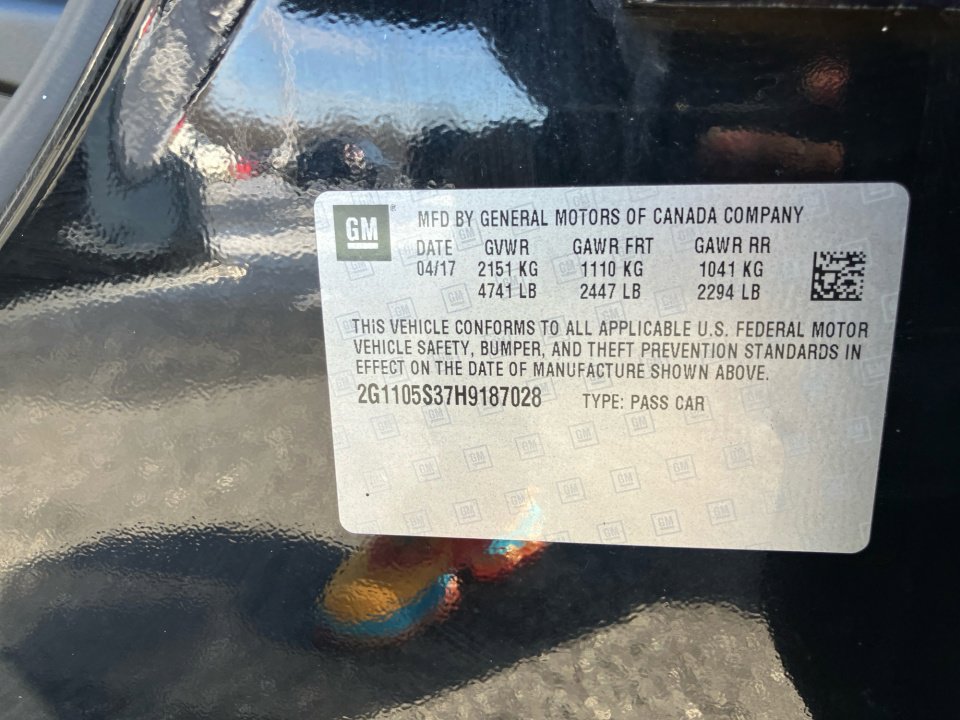 GM
MFD BY GENERAL MOTORS OF CANADA COMPANY
DATE GVWR GAWR FRT GAWR RR
04/17 2151 KG 1110 KG 1041 KG
4741 LB 2447 LB 2294 LB
THIS VEHICLE CONFORMS TO ALL APPLICABLE U.S. FEDERAL MOTOR
VEHICLE SAFETY, BUMPER, AND THEFT PREVENTION STANDARDS IN
EFFECT ON THE DATE OF MANUFACTURE SHOWN ABOVE.
2G1105S37H9187028 TYPE: PASS CAR